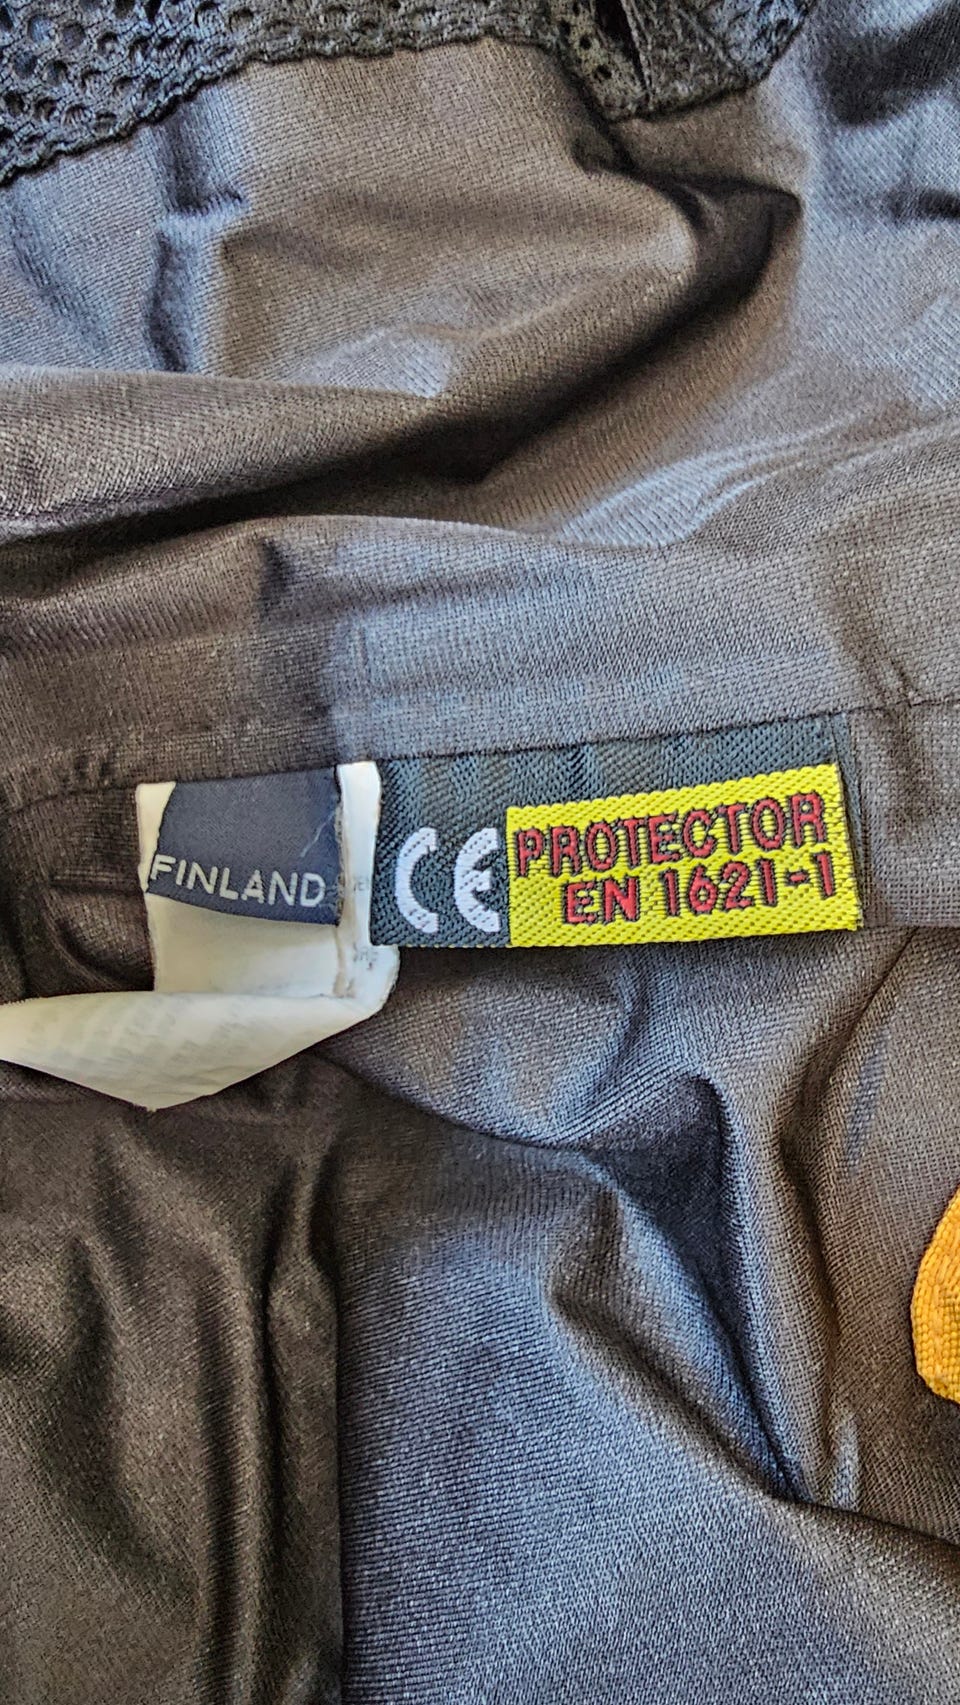 FINLAND
CE PROTECTOR
EN 1621-1